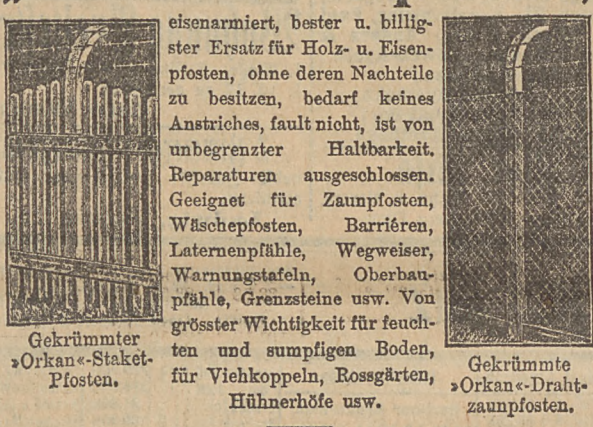 eisenarmiert, bester u. billig-
ster Ersatz für Holz- u. Eisen-
pfosten, ohne deren Nachteile
zu besitzen, bedarf keines
Anstriches, fault nicht, ist von
unbegrenzter Haltbarkeit.
Reparaturen ausgeschlossen.
Geeignet für Zaunpfosten,
Wäschepfosten, Barriéren,
Laternenpfähle, Wegweiser,
Warnungstafeln, Oberbau-
pfähle, Grenzsteine usw. Von
grösster Wichtigkeit für feuch-
ten und sumpfigen Boden,
für Viehkoppeln, Rossgärten,
Hühnerhöfe usw.
Gekrümmter
»Orkan«-Staket-
Pfosten.
Gekrümmte
»Orkan«-Draht-
zaunpfosten.